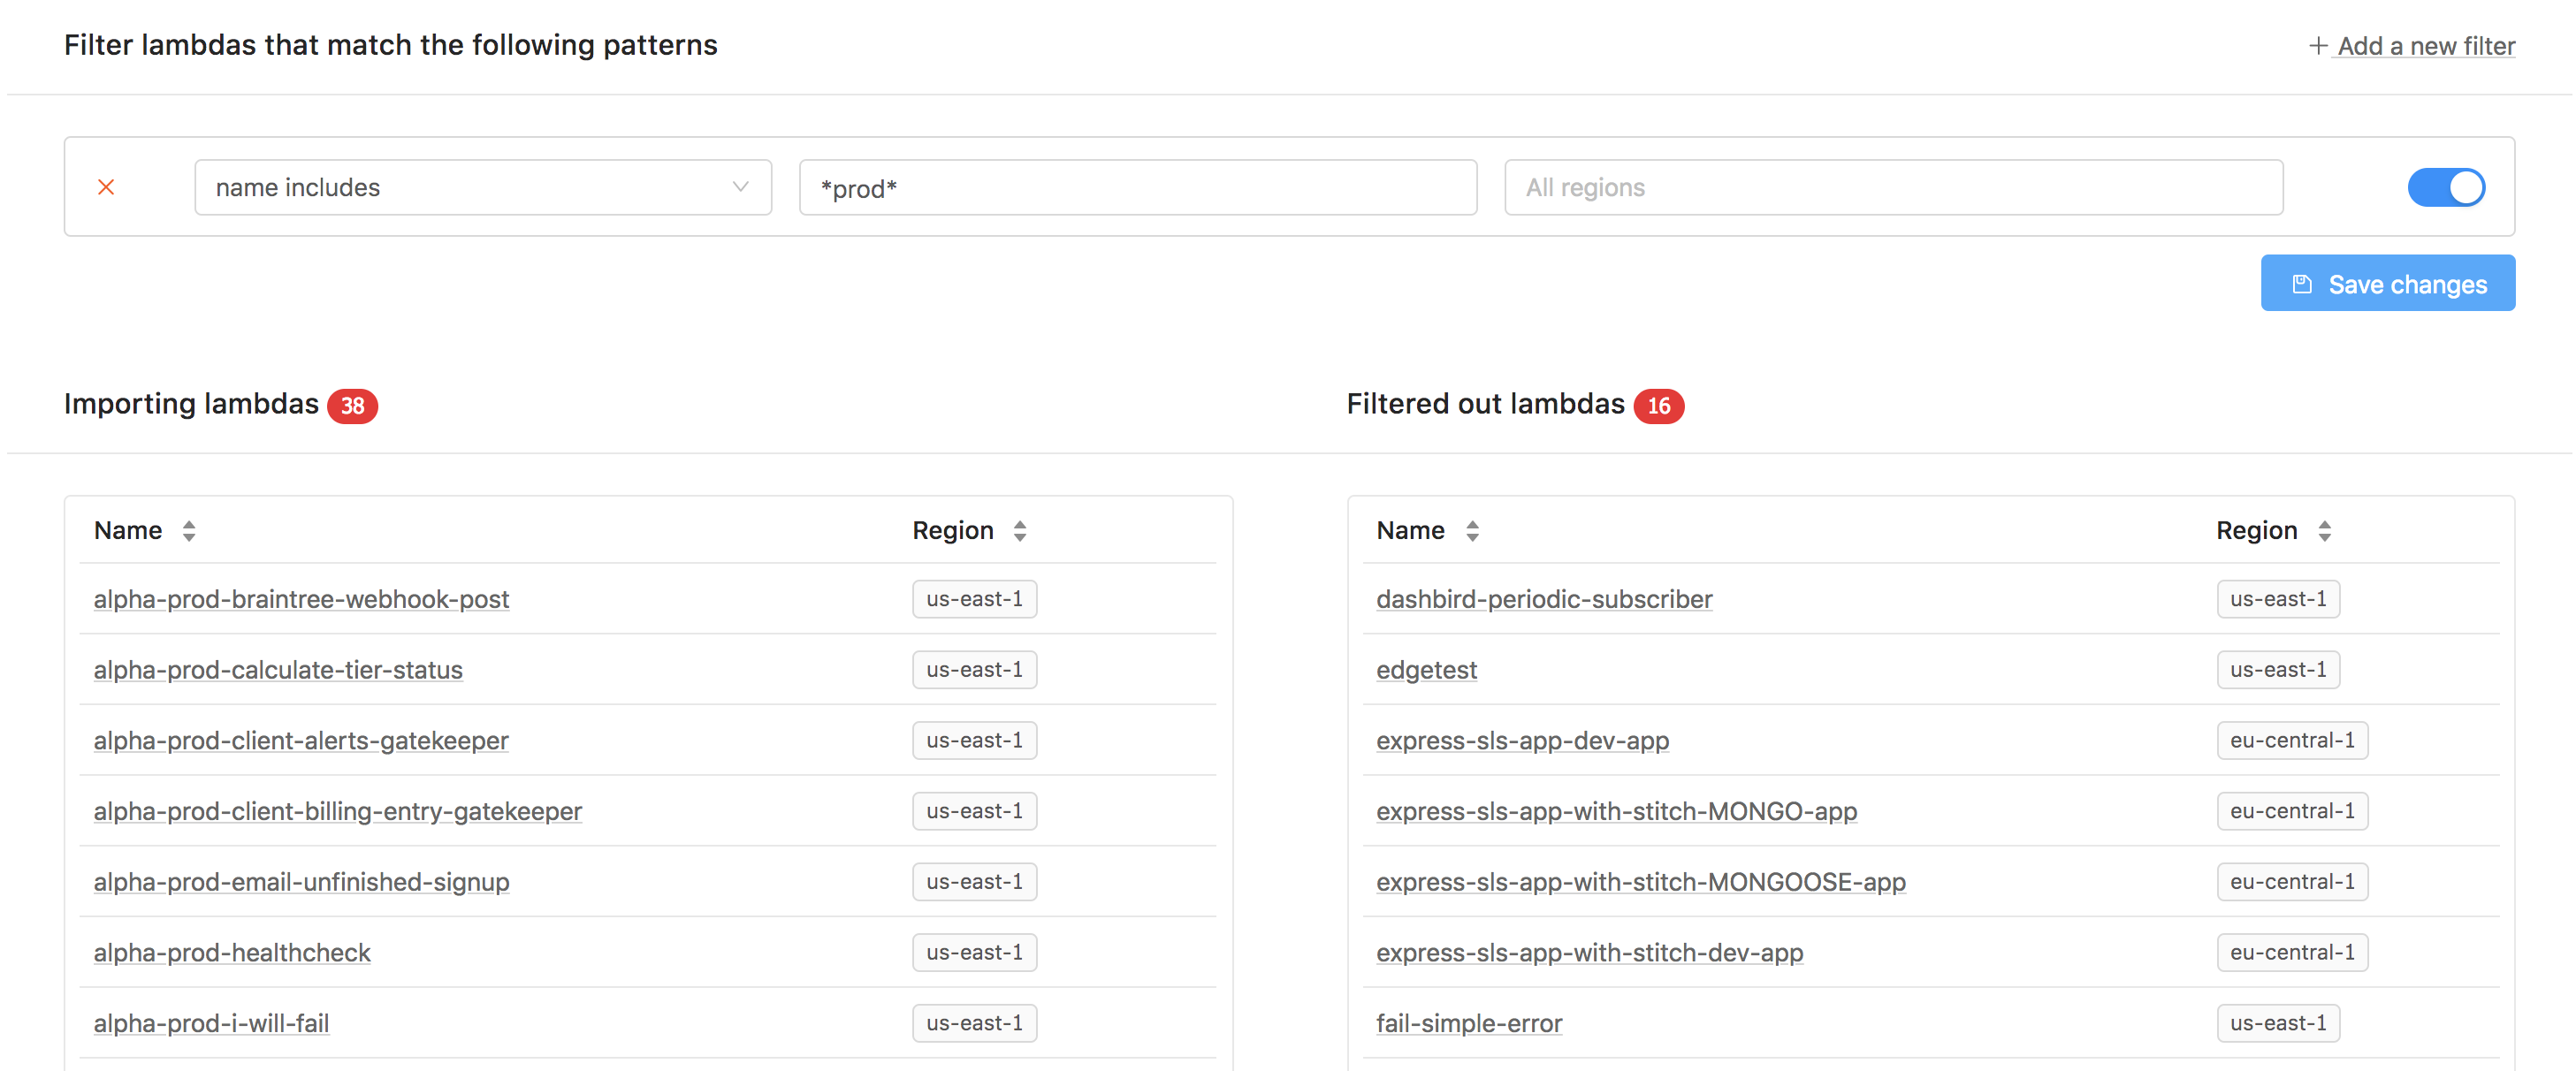 Filter lambdas that match the following patterns
+ Add a new filter
name includes
*prod*
All regions
Save changes
Importing lambdas 38
Filtered out lambdas 16
Name Region
alpha-prod-braintree-webhook-post us-east-1
alpha-prod-calculate-tier-status us-east-1
alpha-prod-client-alerts-gatekeeper us-east-1
alpha-prod-client-billing-entry-gatekeeper us-east-1
alpha-prod-email-unfinished-signup us-east-1
alpha-prod-healthcheck us-east-1
alpha-prod-i-will-fail us-east-1
Name Region
dashbird-periodic-subscriber us-east-1
edgetest us-east-1
express-sls-app-dev-app eu-central-1
express-sls-app-with-stitch-MONGO-app eu-central-1
express-sls-app-with-stitch-MONGOOSE-app eu-central-1
express-sls-app-with-stitch-dev-app eu-central-1
fail-simple-error us-east-1